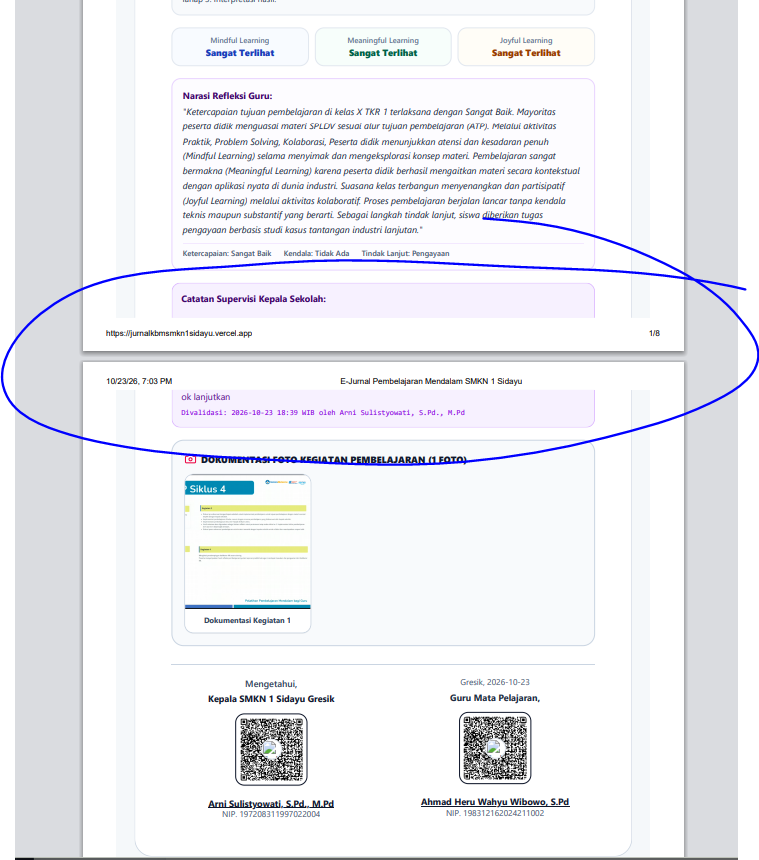 Tahap 5: Interpretasi hasil.
Mindful Learning
Sangat Terlihat
Meaningful Learning
Sangat Terlihat
Joyful Learning
Sangat Terlihat
Narasi Refleksi Guru:
"Ketercapaian tujuan pembelajaran di kelas X TKR 1 terlaksana dengan Sangat Baik. Mayoritas
peserta didik menguasai materi SPLDV sesuai alur tujuan pembelajaran (ATP). Melalui aktivitas
Praktik, Problem Solving, Kolaborasi, Peserta didik menunjukkan atensi dan kesadaran penuh
(Mindful Learning) selama menyimak dan mengeksplorasi konsep materi. Pembelajaran sangat
bermakna (Meaningful Learning) karena peserta didik berhasil mengaitkan materi secara kontekstual
dengan aplikasi nyata di dunia industri. Suasana kelas terbangun menyenangkan dan partisipatif
(Joyful Learning) melalui aktivitas kolaboratif. Proses pembelajaran berjalan lancar tanpa kendala
teknis maupun substantif yang berarti. Sebagai langkah tindak lanjut, siswa diberikan tugas
pengayaan berbasis studi kasus tantangan industri lanjutan."
Ketercapaian: Sangat Baik Kendala: Tidak Ada Tindak Lanjut: Pengayaan
Catatan Supervisi Kepala Sekolah:
https://jurnalkbmsmkn1sidayu.vercel.app 1/8
10/23/26, 7:03 PM E-Jurnal Pembelajaran Mendalam SMKN 1 Sidayu
ok lanjutkan
Divalidasi: 2026-10-23 18:39 WIB oleh Arni Sulistyowati, S.Pd., M.Pd
DOKUMENTASI FOTO KEGIATAN PEMBELAJARAN (1 FOTO)
Siklus 4
Dokumentasi Kegiatan 1
Mengetahui,
Kepala SMKN 1 Sidayu Gresik
Arni Sulistyowati, S.Pd., M.Pd
NIP. 197208311997022004
Gresik, 2026-10-23
Guru Mata Pelajaran,
Ahmad Heru Wahyu Wibowo, S.Pd
NIP. 198312162024211002